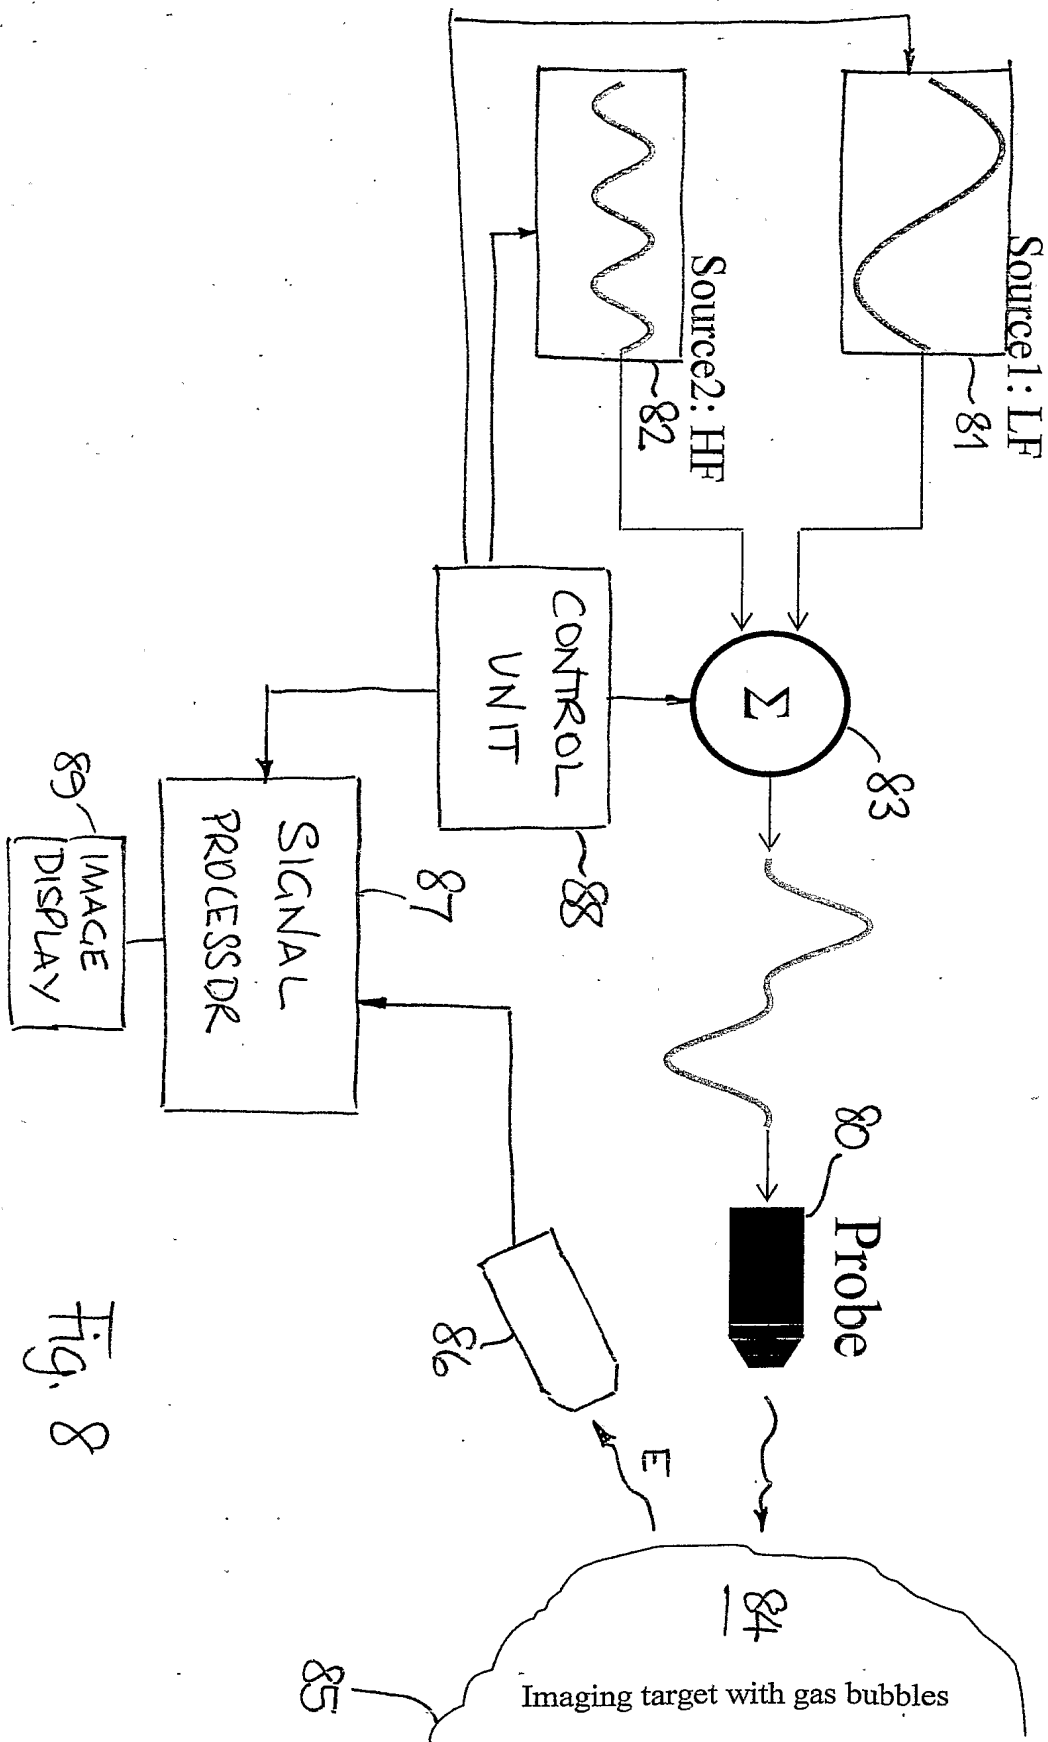 Source1: LF
81
Source2: HF
82
Σ
83
CONTROL
UNIT
88
SIGNAL
PROCESSOR
87
IMAGE
DISPLAY
89
80
Probe
86
E
84
Imaging target with gas bubbles
85
Fig. 8